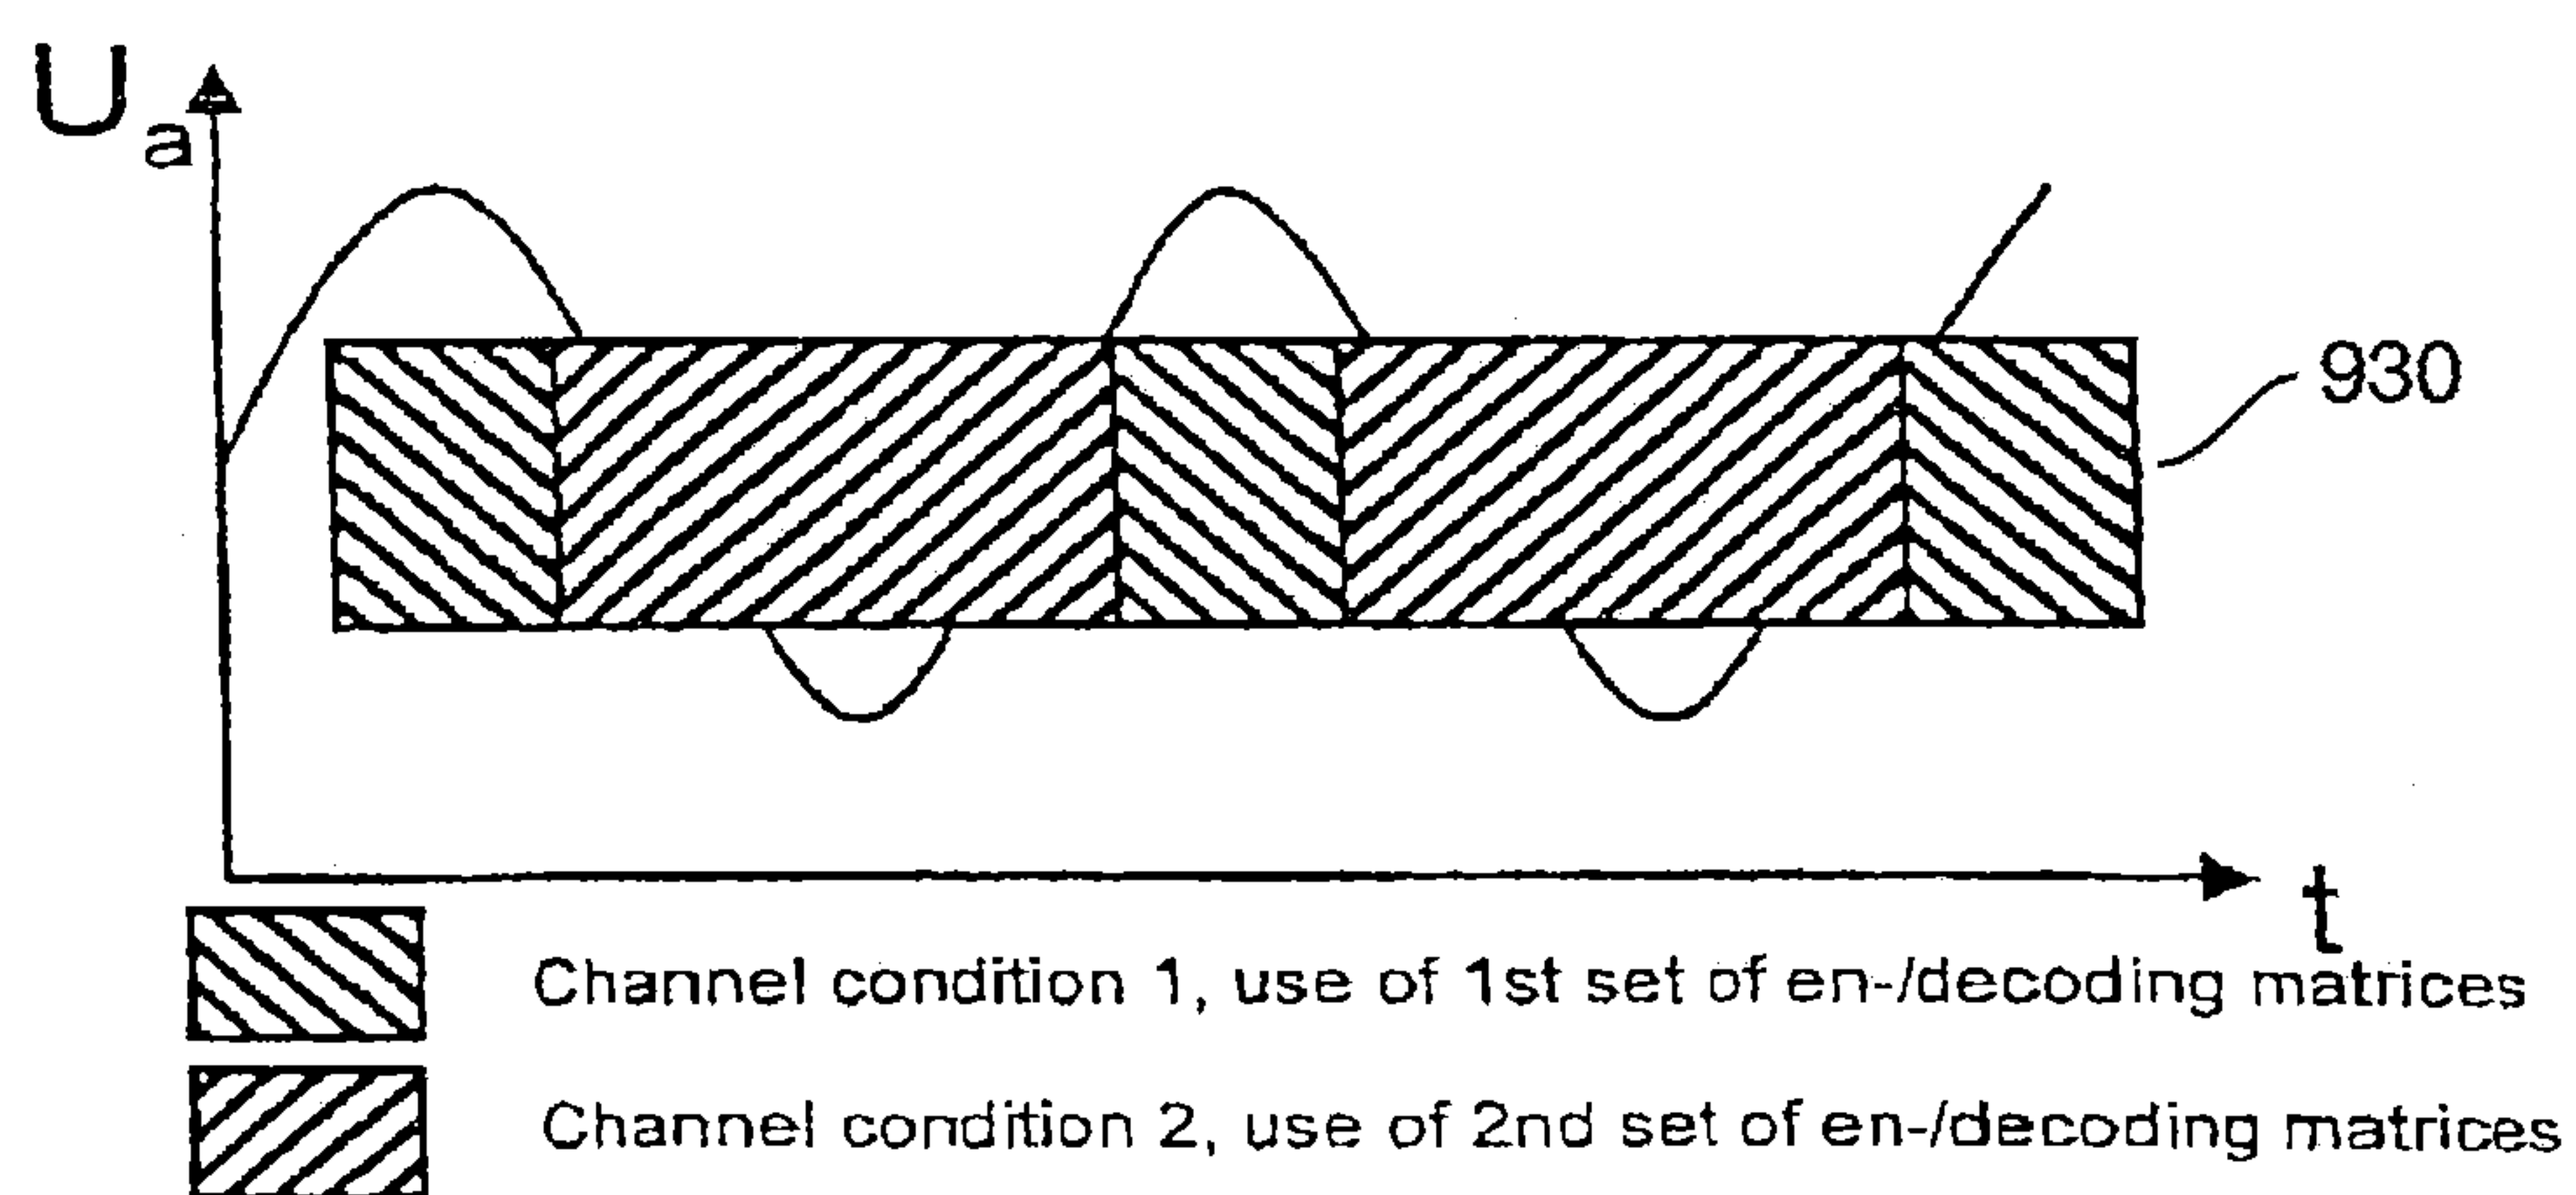 Ua
930
t
Channel condition 1, use of 1st set of en-/decoding matrices
Channel condition 2, use of 2nd set of en-/decoding matrices